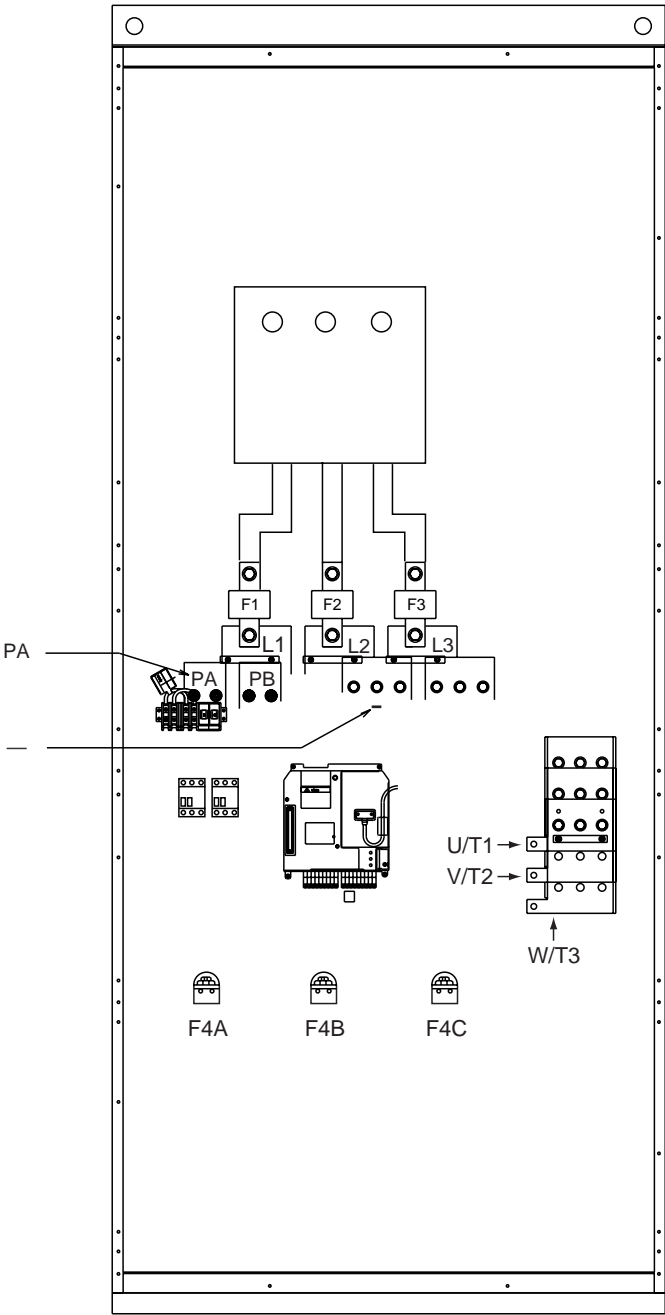 F1 F2 F3
L1 L2 L3
PA
PA PB
—
U/T1
V/T2
W/T3
F4A F4B F4C